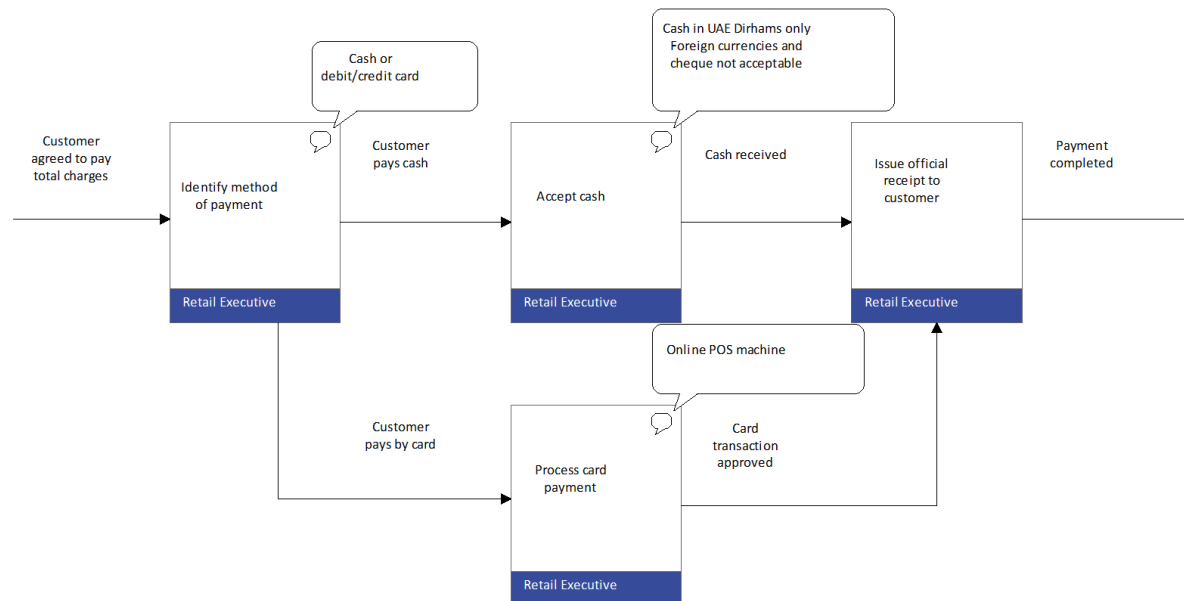 Cash or
debit/credit card
Cash in UAE Dirhams only
Foreign currencies and
cheque not acceptable
Customer
agreed to pay
total charges
Identify method
of payment
Retail Executive
Customer
pays cash
Accept cash
Retail Executive
Cash received
Issue official
receipt to
customer
Retail Executive
Payment
completed
Customer
pays by card
Online POS machine
Process card
payment
Retail Executive
Card
transaction
approved